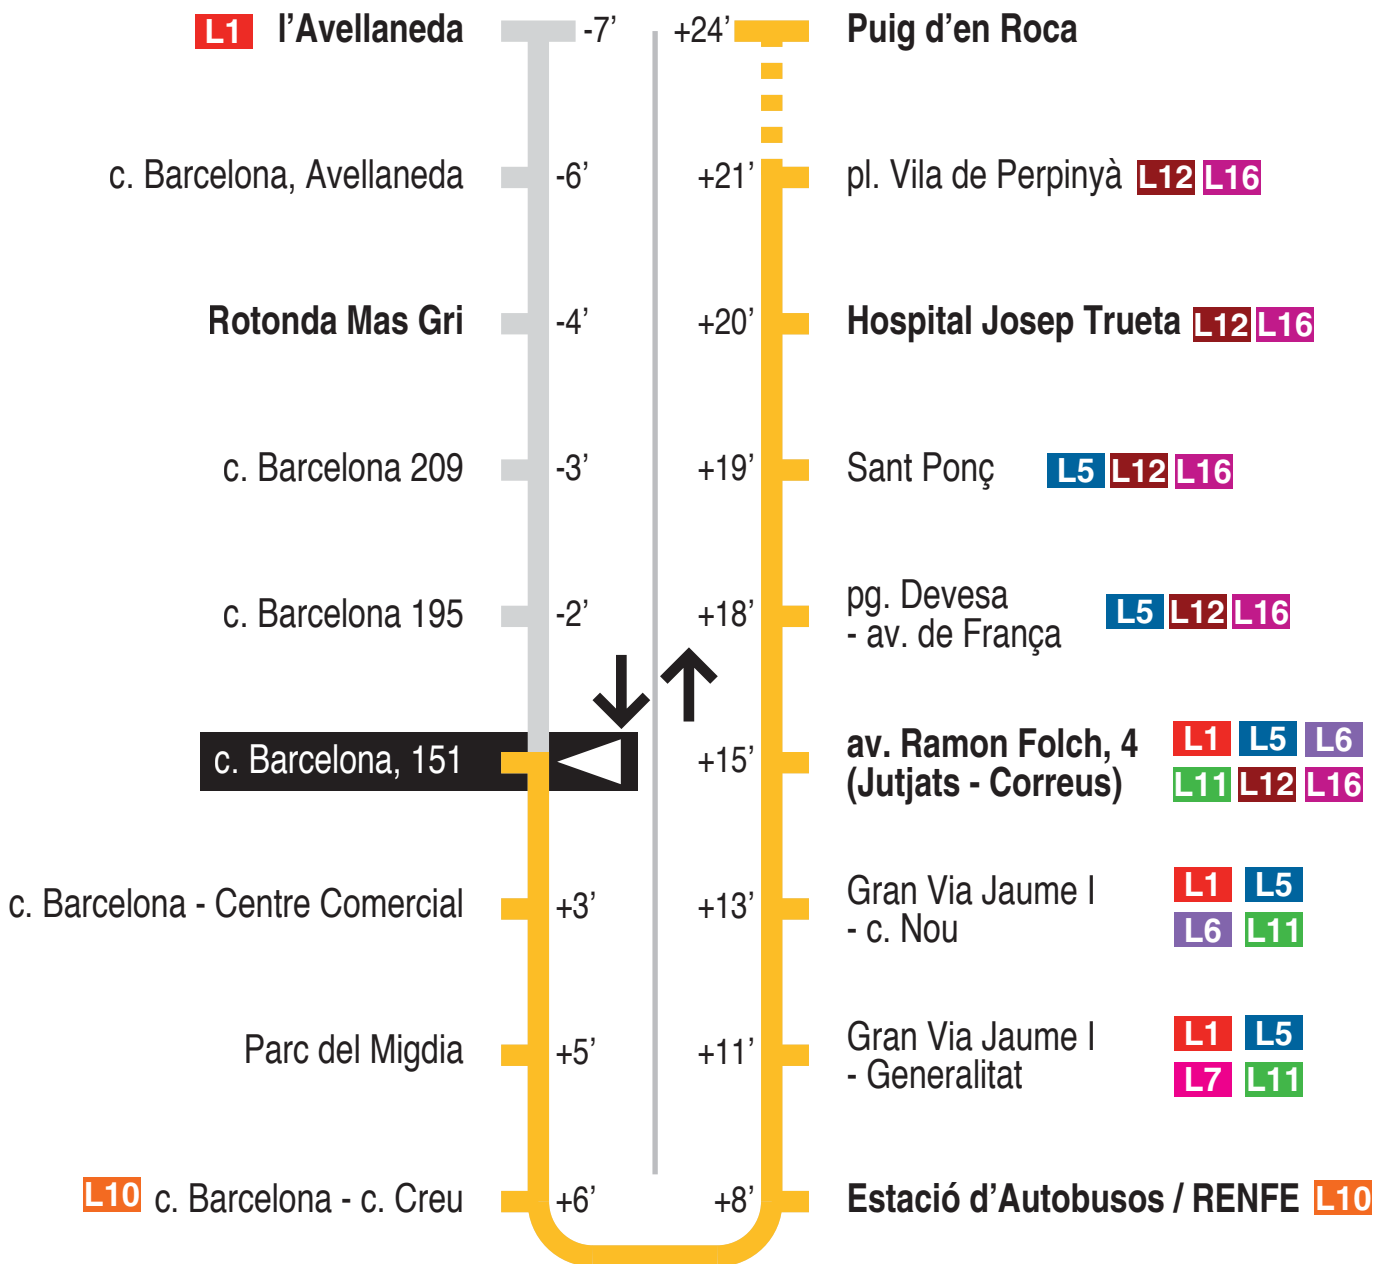 L1 l’Avellaneda -7’
c. Barcelona, Avellaneda -6’
Rotonda Mas Gri -4’
c. Barcelona 209 -3’
c. Barcelona 195 -2’
c. Barcelona, 151
c. Barcelona - Centre Comercial +3’
Parc del Migdia +5’
L10 c. Barcelona - c. Creu +6’
+24’ Puig d’en Roca
+21’ pl. Vila de Perpinyà L12 L16
+20’ Hospital Josep Trueta L12 L16
+19’ Sant Ponç L5 L12 L16
+18’ pg. Devesa
- av. de França L5 L12 L16
+15’ av. Ramon Folch, 4 L1 L5 L6
(Jutjats - Correus) L11 L12 L16
+13’ Gran Via Jaume I L1 L5
- c. Nou L6 L11
+11’ Gran Via Jaume I L1 L5
- Generalitat L7 L11
+8’ Estació d’Autobusos / RENFE L10